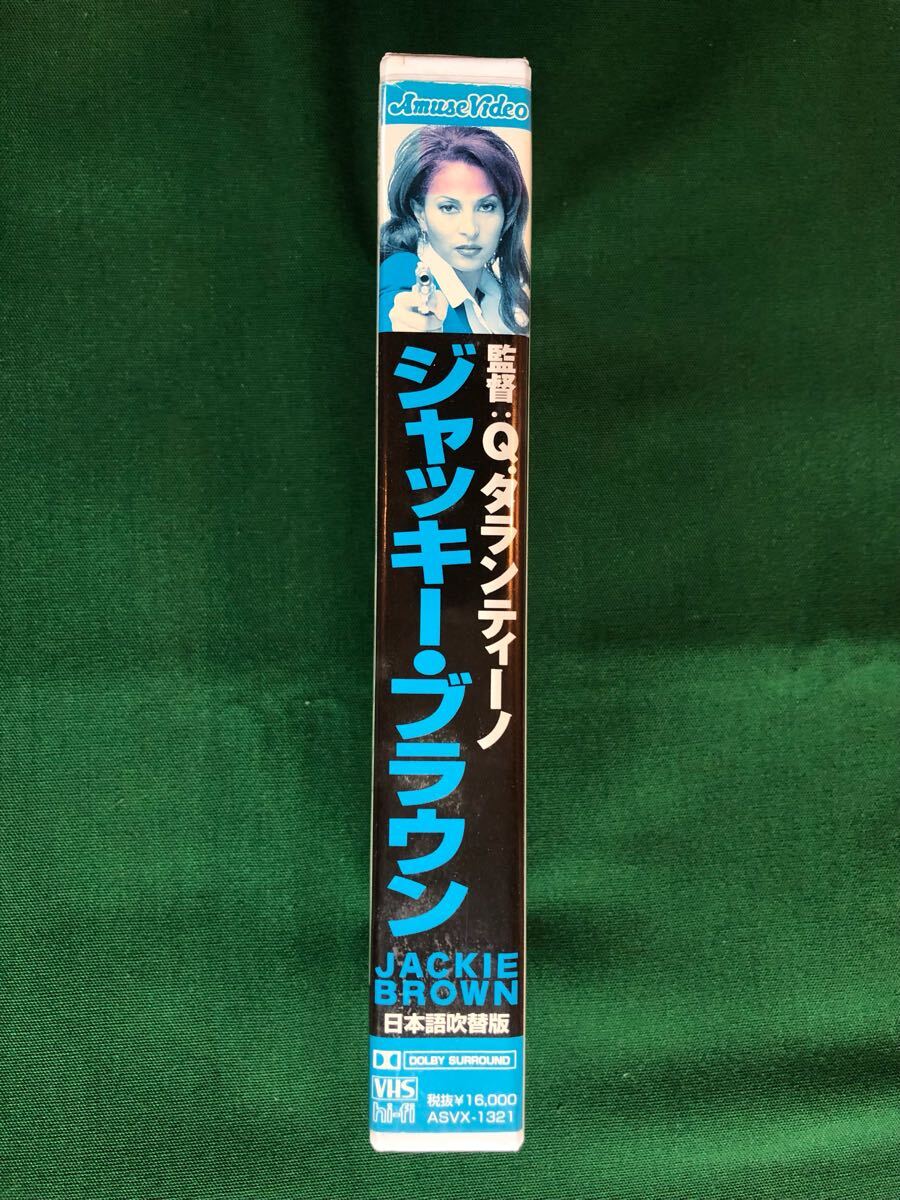 AmuseVideo
監督:Q.タランティーノ
ジャッキー・ブラウン
JACKIE
BROWN
日本語吹替版
DOLBY SURROUND
VHS
hi-fi
税抜¥16,000
ASVX-1321